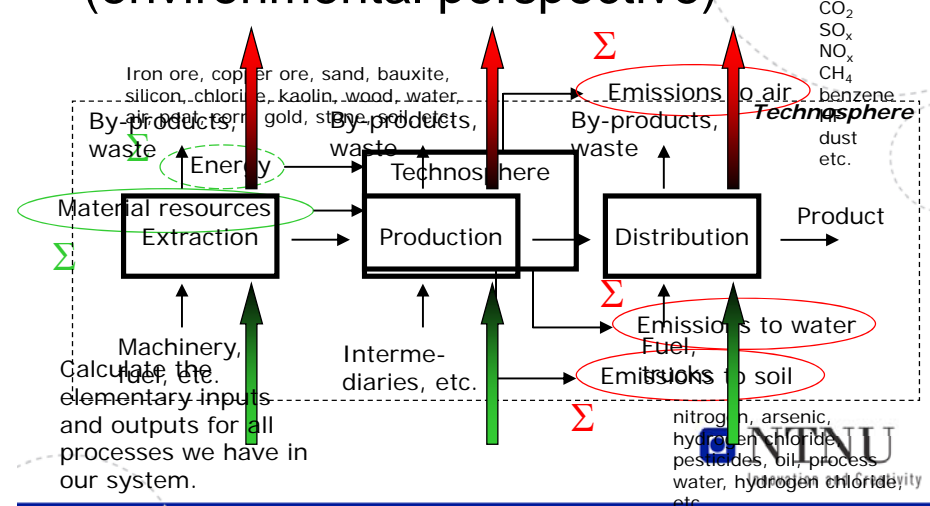 (environmental perspective)
CO2
SOx
NOx
CH4
benzene
dust
etc.
Σ
Iron ore, copper ore, sand, bauxite,
silicon, chlorine, kaolin, wood, water,
air, peat, corn, gold, stone, soil, etc.
Emissions to air
Technosphere
By-products,
waste
By-products,
waste
By-products,
waste
Σ
Energy
Technosphere
Material resources
Extraction
Production
Distribution
Product
Σ
Σ
Emissions to water
Machinery,
fuel, etc.
Interme-
diaries, etc.
Fuel,
trucks
Emissions to soil
Σ
Calculate the
elementary inputs
and outputs for all
processes we have in
our system.
nitrogen, arsenic,
hydrogen chloride,
pesticides, oil, process
water, hydrogen chloride,
etc.
NTNU
Innovation and Creativity